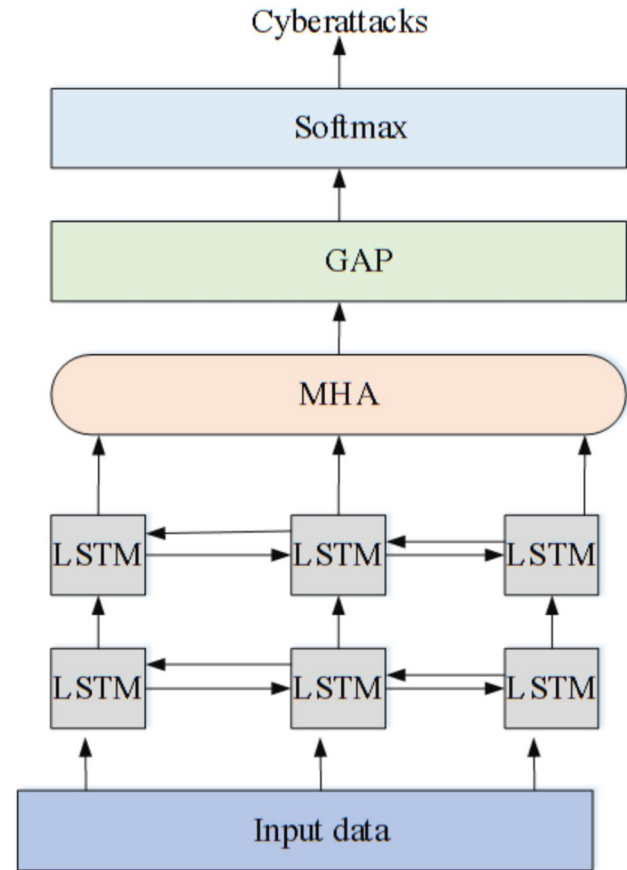 Cyberattacks
Softmax
GAP
MHA
LSTM LSTM LSTM
LSTM LSTM LSTM
Input data